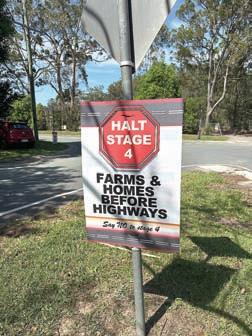 HALT
STAGE
4
FARMS &
HOMES
BEFORE
HIGHWAYS
Say NO to stage 4